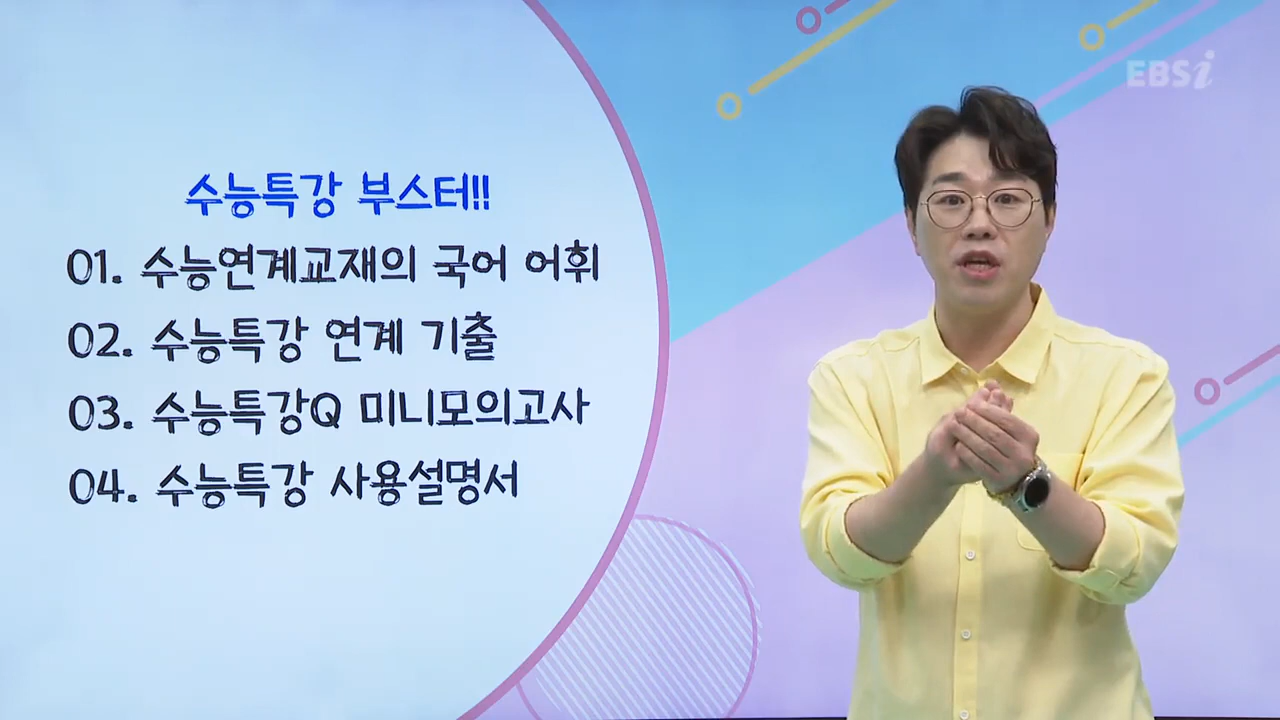 EBSi
수능특강 부스터!!
01. 수능연계교재의 국어 어휘
02. 수능특강 연계 기출
03. 수능특강Q 미니모의고사
04. 수능특강 사용설명서